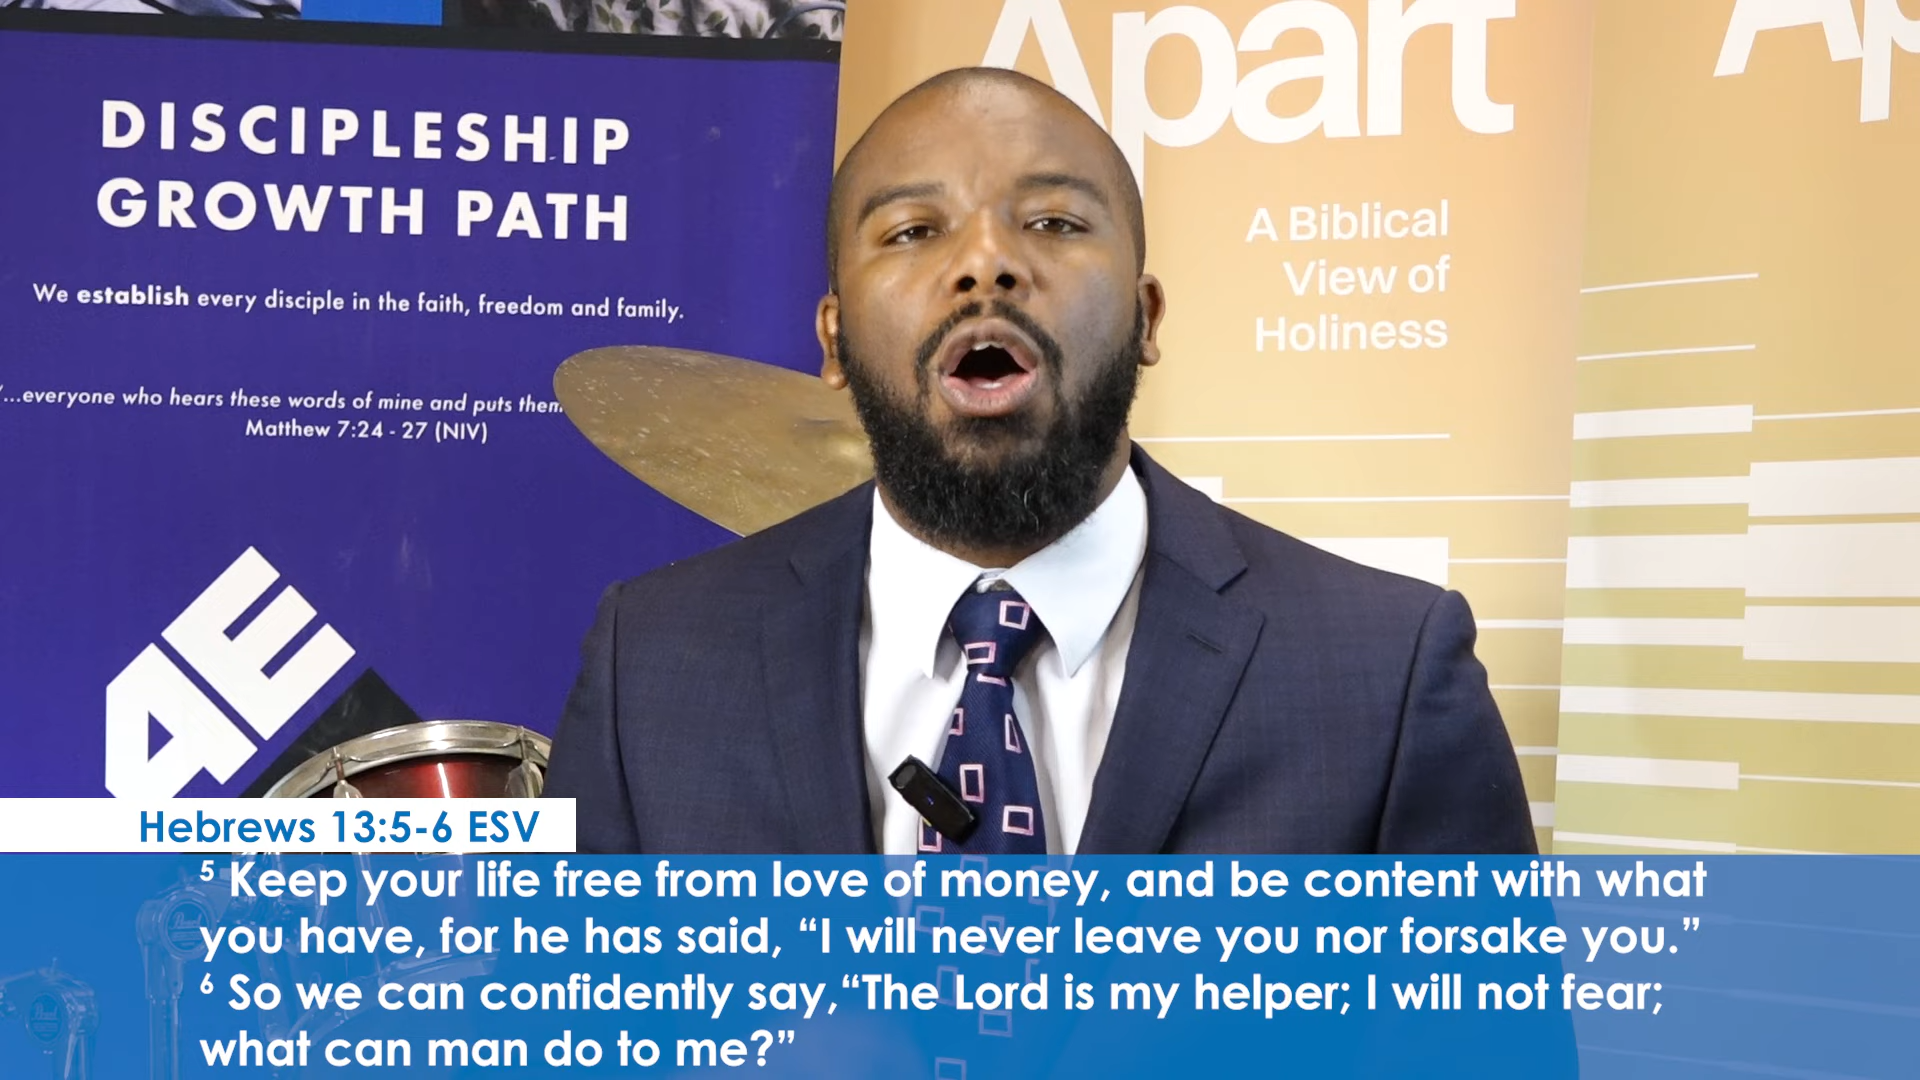 Apart
Ap
DISCIPLESHIP
GROWTH PATH
A Biblical
View of
Holiness
We establish every disciple in the faith, freedom and family.
"...everyone who hears these words of mine and puts them
Matthew 7:24 - 27 (NIV)
Hebrews 13:5-6 ESV
⁵ Keep your life free from love of money, and be content with what
you have, for he has said, “I will never leave you nor forsake you.”
⁶ So we can confidently say,“The Lord is my helper; I will not fear;
what can man do to me?”